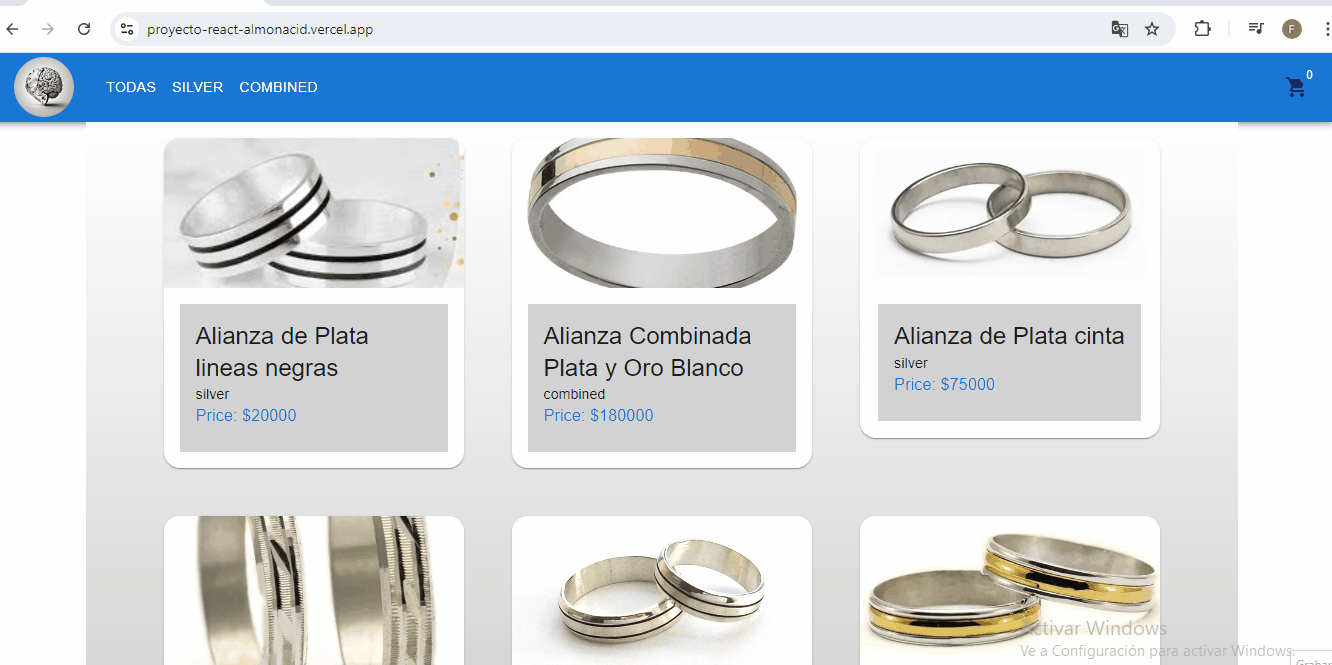 proyecto-react-almonacid.vercel.app
F
TODAS SILVER COMBINED
0
Alianza de Plata
lineas negras
silver
Price: $20000
Alianza Combinada
Plata y Oro Blanco
combined
Price: $180000
Alianza de Plata cinta
silver
Price: $75000
Activar Windows
Ve a Configuración para activar Windows.
Grabar